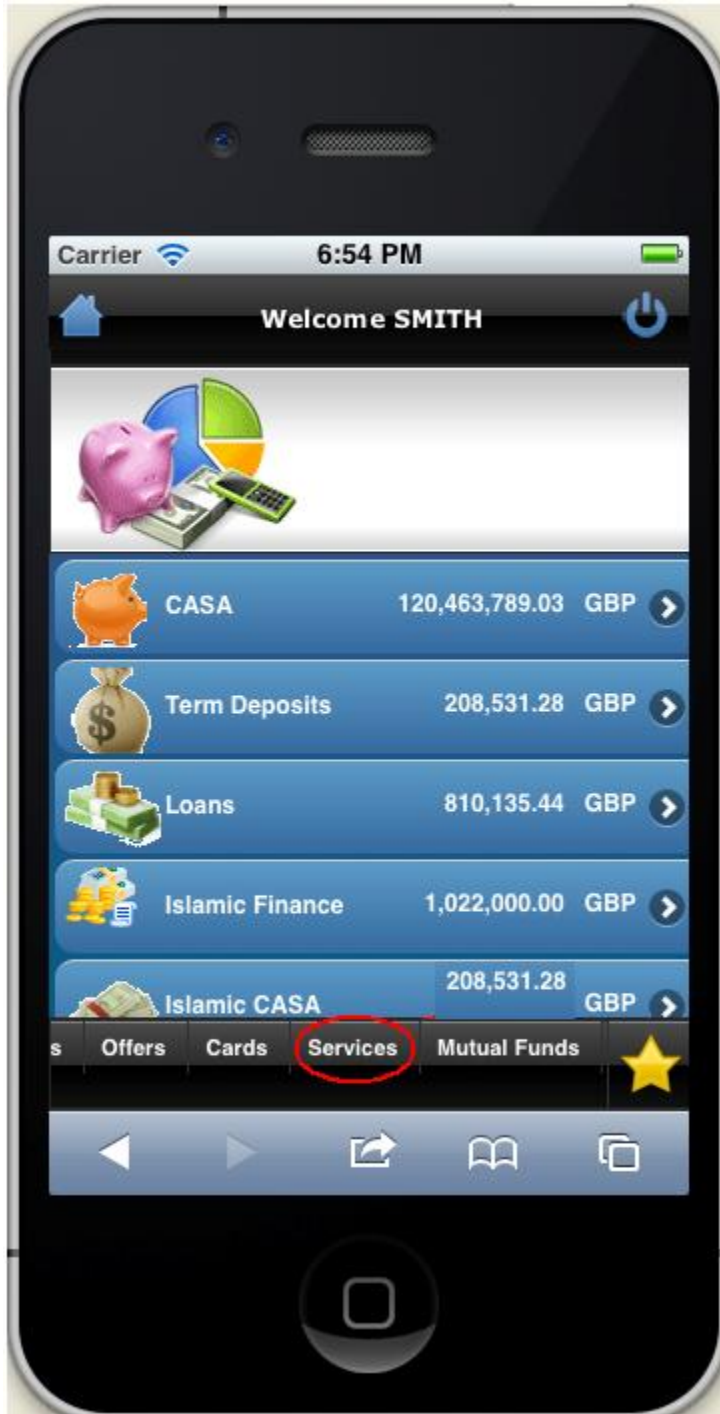 Carrier 6:54 PM
Welcome SMITH
CASA 120,463,789.03 GBP
Term Deposits 208,531.28 GBP
Loans 810,135.44 GBP
Islamic Finance 1,022,000.00 GBP
Islamic CASA 208,531.28 GBP
s Offers Cards Services Mutual Funds